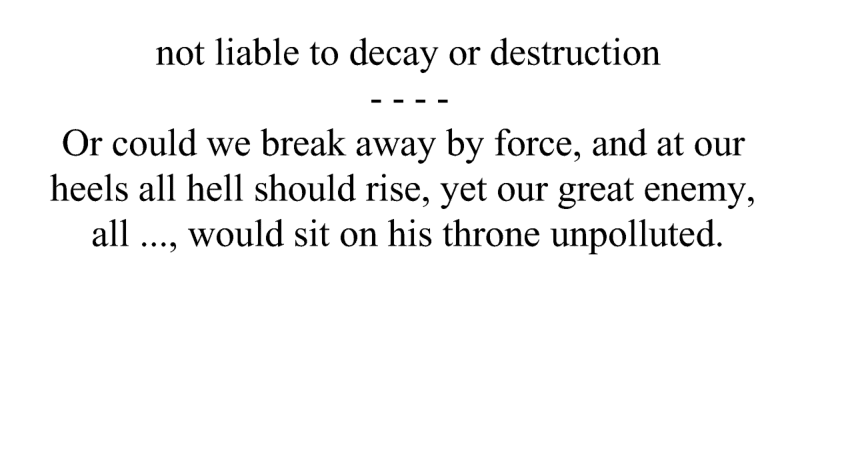 not liable to decay or destruction
- - - -
Or could we break away by force, and at our
heels all hell should rise, yet our great enemy,
all ..., would sit on his throne unpolluted.